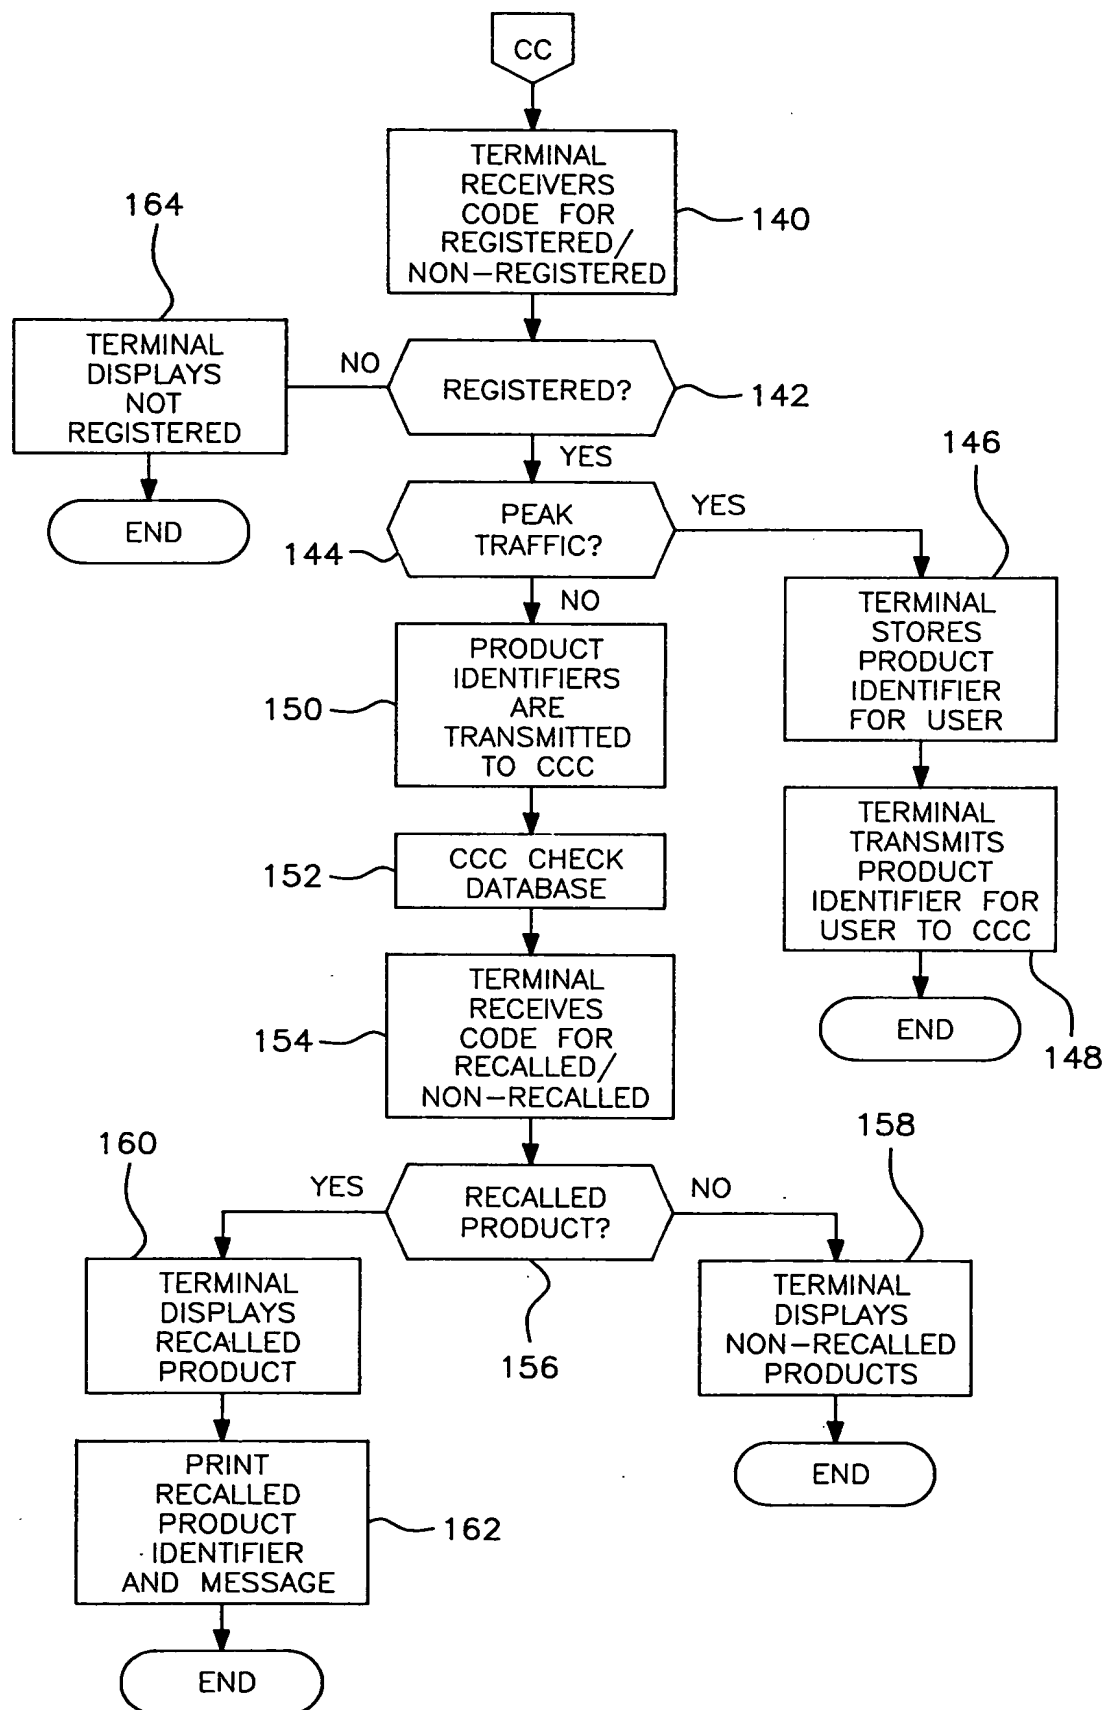 CC
TERMINAL
RECEIVERS
CODE FOR
REGISTERED/
NON-REGISTERED
140
164
TERMINAL
DISPLAYS
NOT
REGISTERED
NO
REGISTERED?
142
YES
END
PEAK
TRAFFIC?
144
YES
146
NO
TERMINAL
STORES
PRODUCT
IDENTIFIER
FOR USER
PRODUCT
IDENTIFIERS
ARE
TRANSMITTED
TO CCC
150
TERMINAL
TRANSMITS
PRODUCT
IDENTIFIER FOR
USER TO CCC
148
END
CCC CHECK
DATABASE
152
TERMINAL
RECEIVES
CODE FOR
RECALLED/
NON-RECALLED
154
RECALLED
PRODUCT?
156
YES
NO
160
158
TERMINAL
DISPLAYS
RECALLED
PRODUCT
TERMINAL
DISPLAYS
NON-RECALLED
PRODUCTS
END
PRINT
RECALLED
PRODUCT
IDENTIFIER
AND MESSAGE
162
END